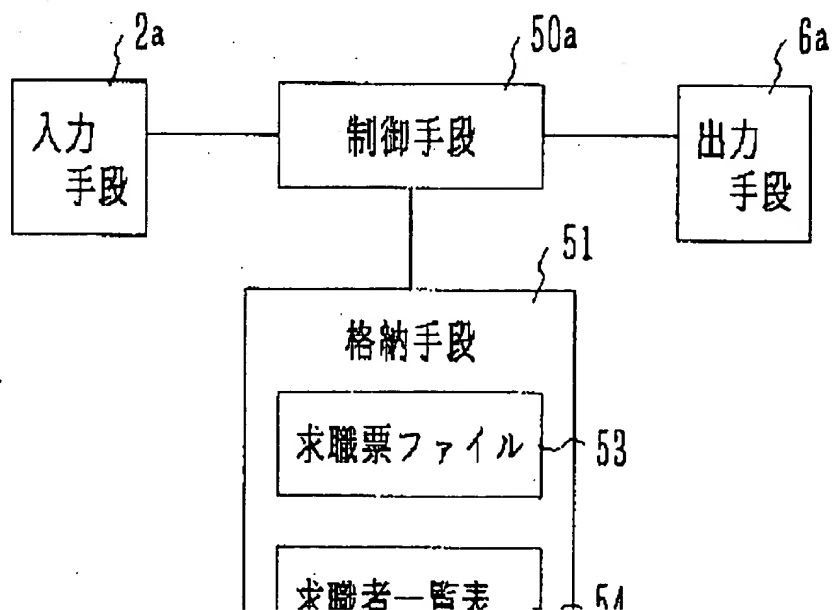 2a
50a
6a
入力
手段
制御手段
出力
手段
51
格納手段
求職票ファイル
53
求職者一覧表
54